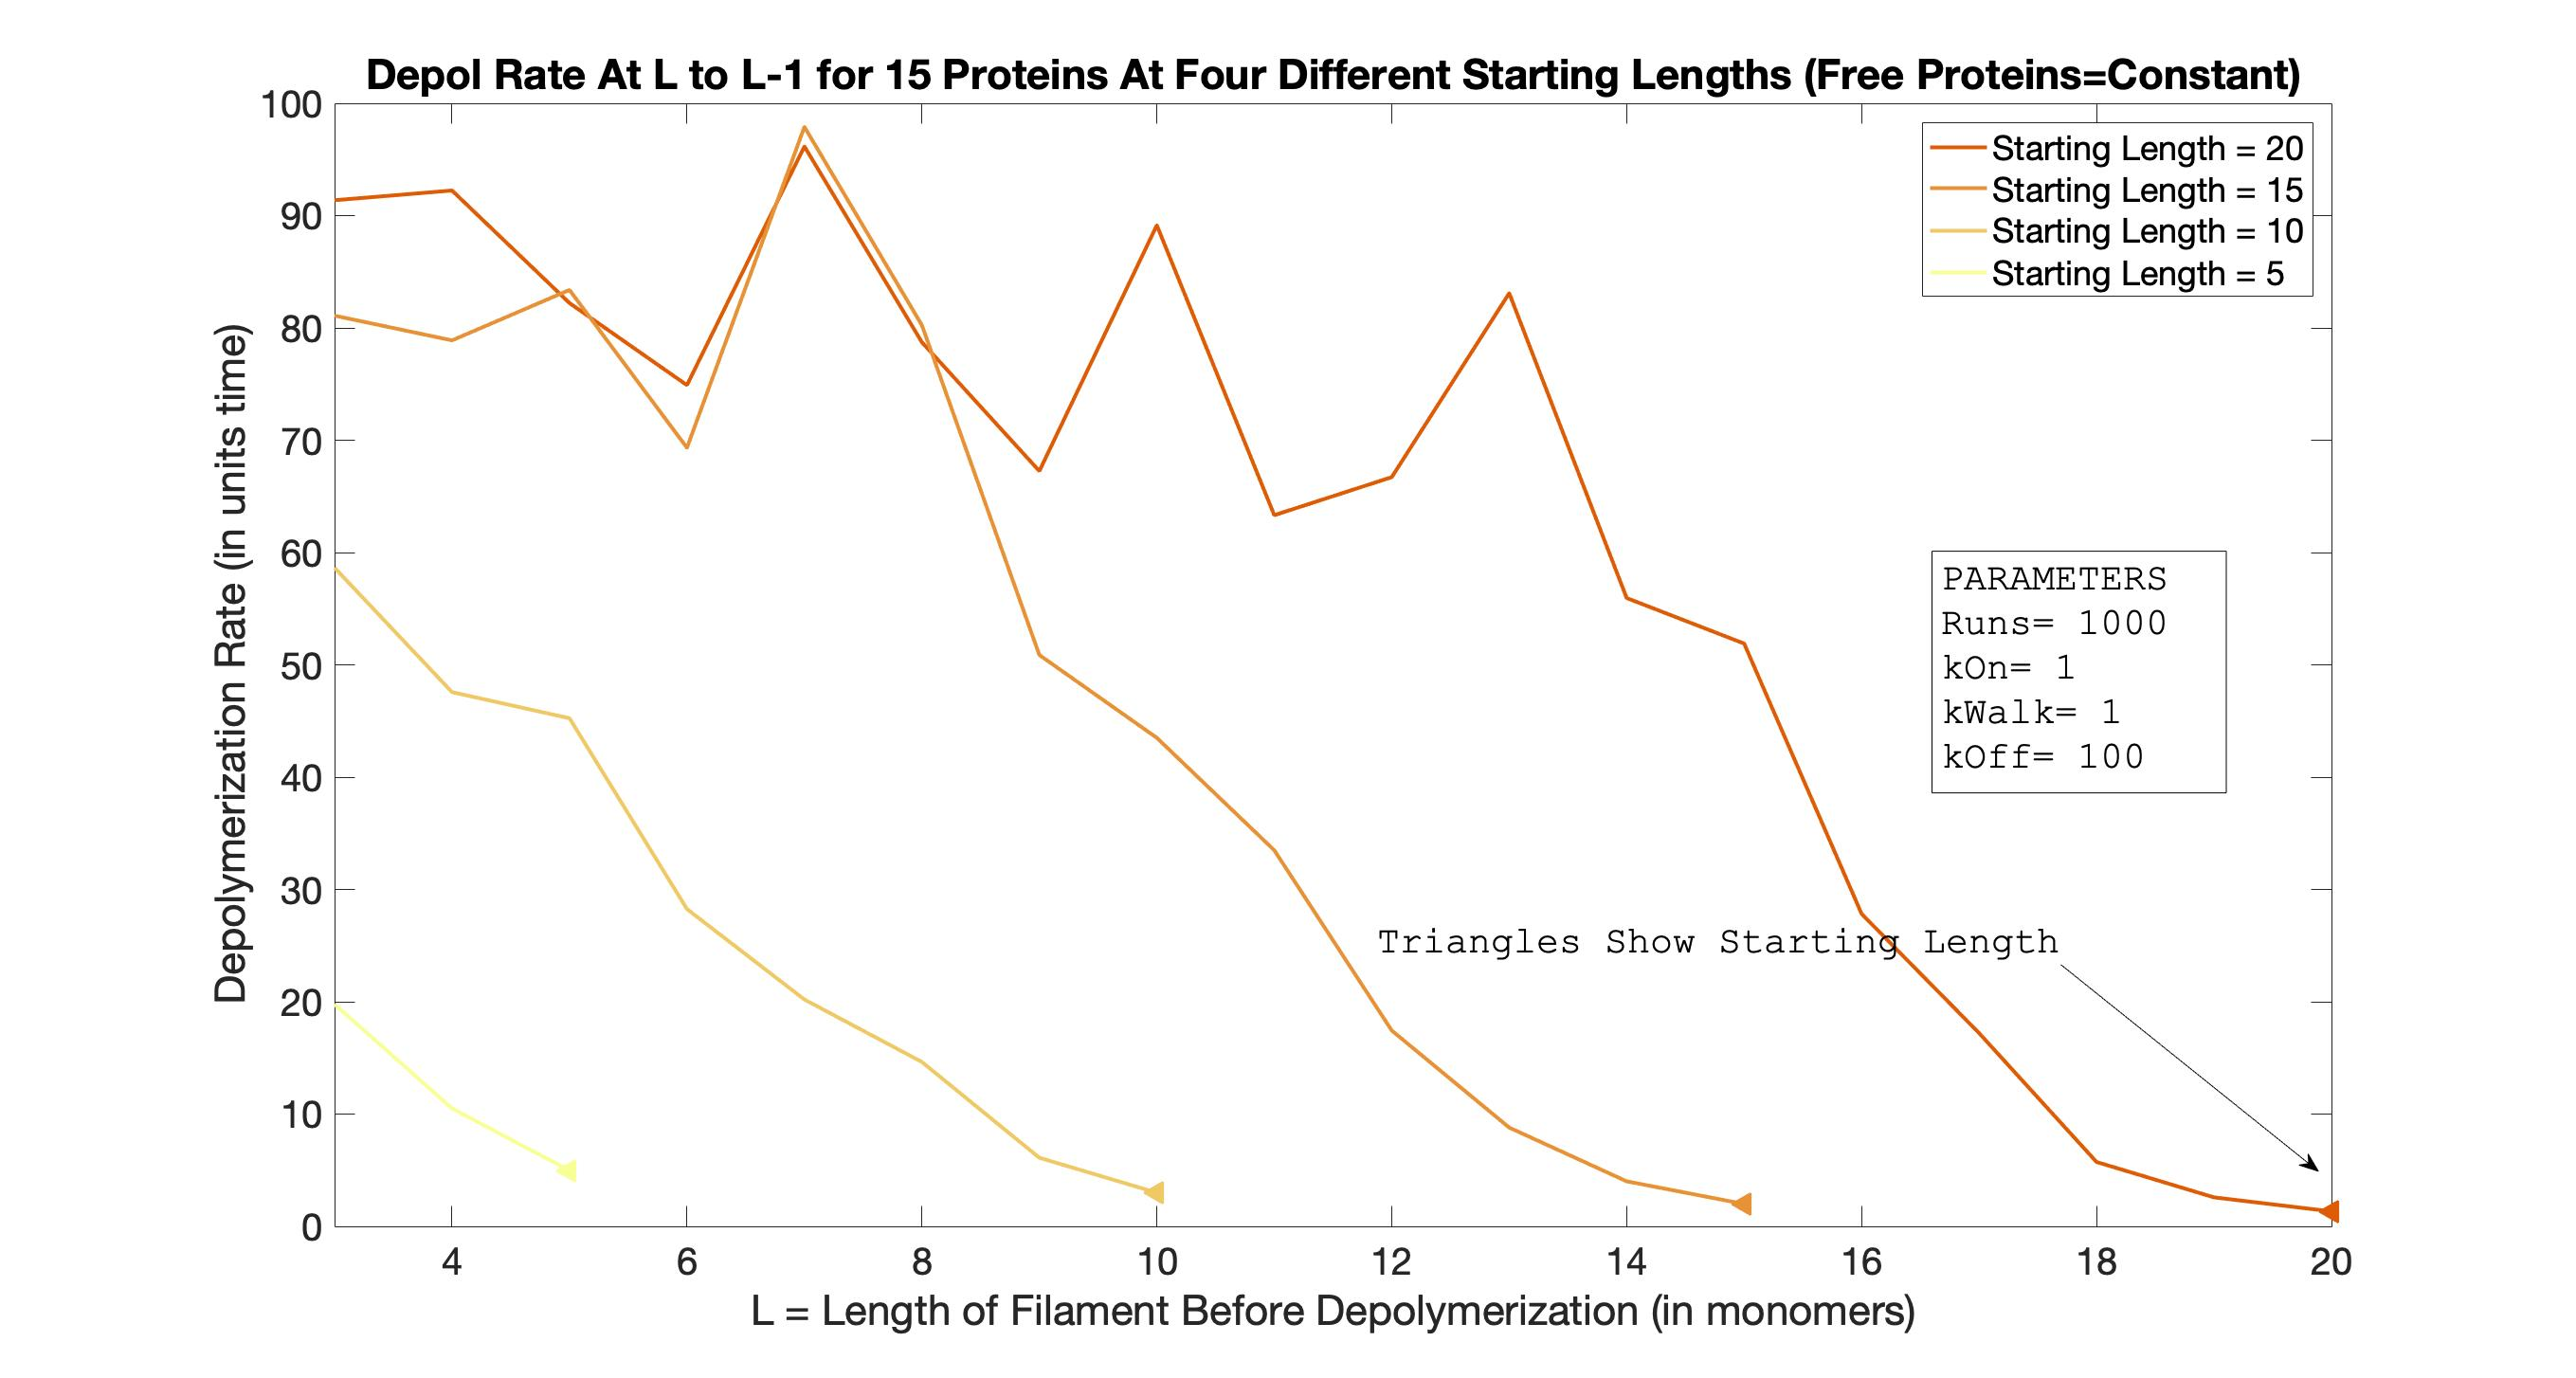 Depol Rate At L to L-1 for 15 Proteins At Four Different Starting Lengths (Free Proteins=Constant)
Depolymerization Rate (in units time)
100
90
80
70
60
50
40
30
20
10
0
Starting Length = 20
Starting Length = 15
Starting Length = 10
Starting Length = 5
PARAMETERS
Runs= 1000
kOn= 1
kWalk= 1
kOff= 100
Triangles Show Starting Length
4 6 8 10 12 14 16 18 20
L = Length of Filament Before Depolymerization (in monomers)